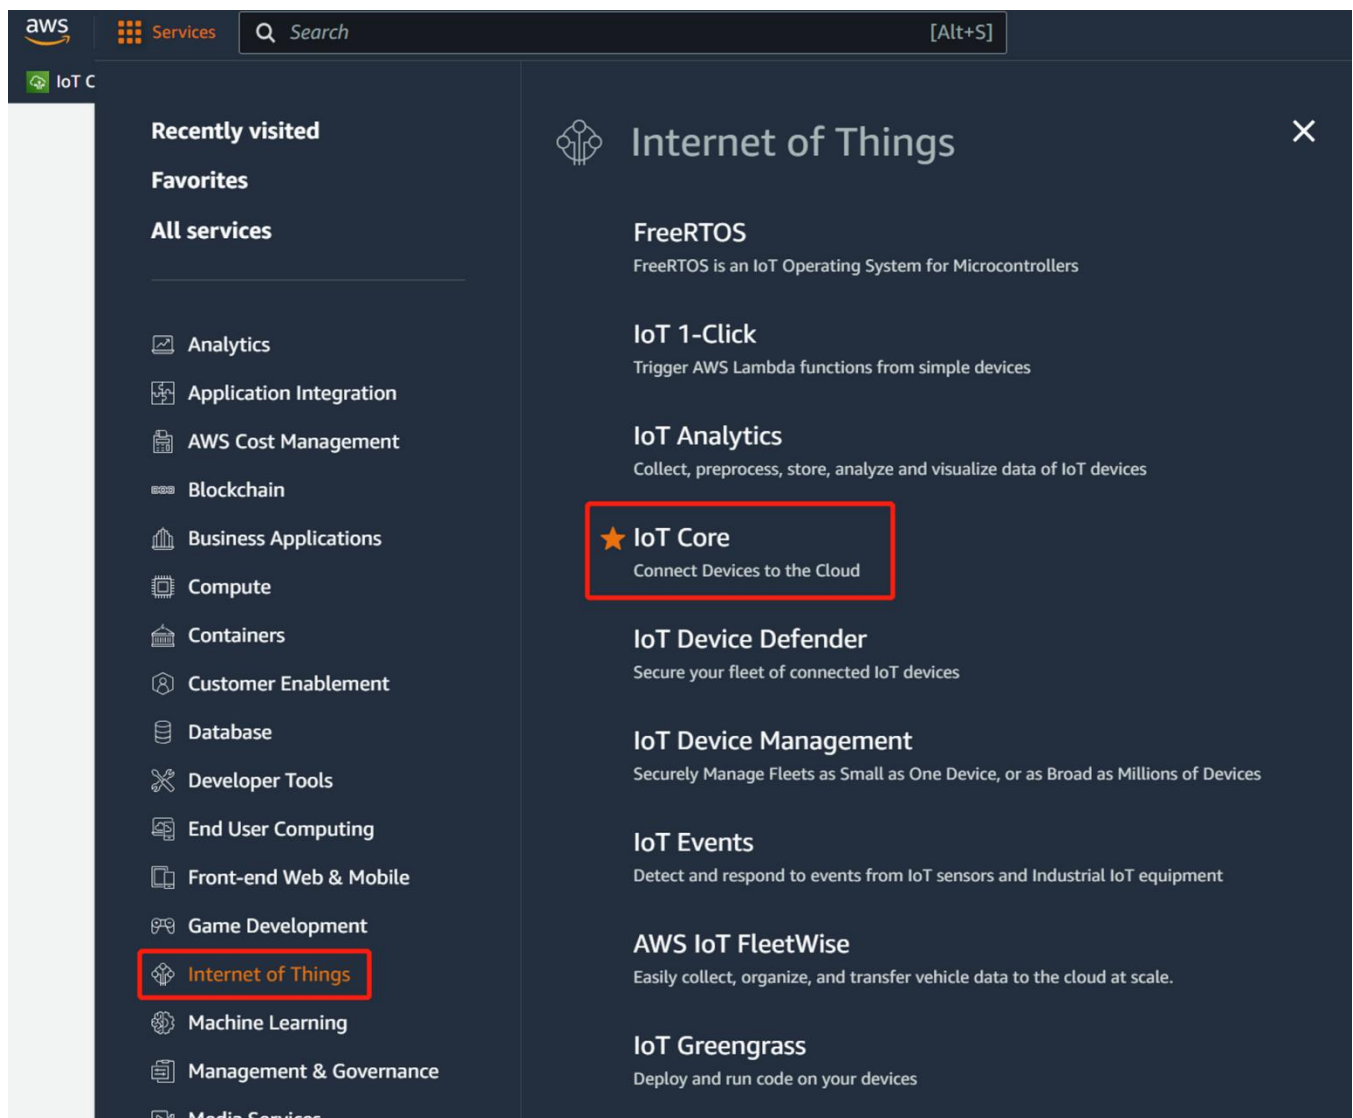 aws
Services
Search
[Alt+S]
IoT C
Recently visited
Favorites
All services
Analytics
Application Integration
AWS Cost Management
Blockchain
Business Applications
Compute
Containers
Customer Enablement
Database
Developer Tools
End User Computing
Front-end Web & Mobile
Game Development
Internet of Things
Machine Learning
Management & Governance
Media Services
Internet of Things
FreeRTOS
FreeRTOS is an IoT Operating System for Microcontrollers
IoT 1-Click
Trigger AWS Lambda functions from simple devices
IoT Analytics
Collect, preprocess, store, analyze and visualize data of IoT devices
IoT Core
Connect Devices to the Cloud
IoT Device Defender
Secure your fleet of connected IoT devices
IoT Device Management
Securely Manage Fleets as Small as One Device, or as Broad as Millions of Devices
IoT Events
Detect and respond to events from IoT sensors and Industrial IoT equipment
AWS IoT FleetWise
Easily collect, organize, and transfer vehicle data to the cloud at scale.
IoT Greengrass
Deploy and run code on your devices